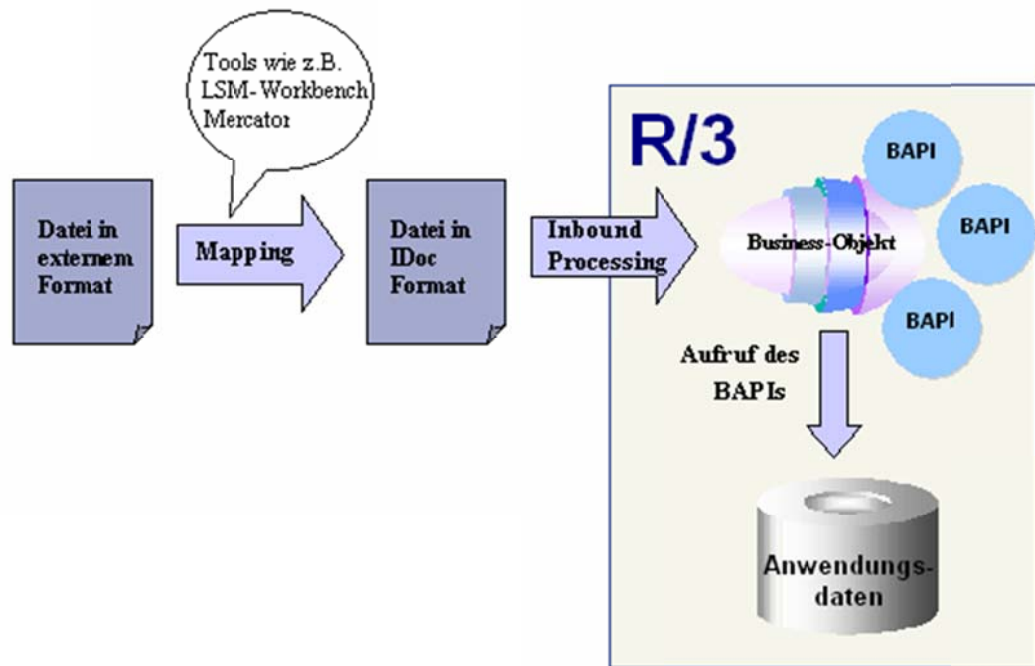 Tools wie z.B.
LSM-Workbench
Mercator
Datei in
externem
Format
Mapping
Datei in
IDoc
Format
Inbound
Processing
R/3
BAPI
BAPI
BAPI
Business-Objekt
Aufruf des
BAPIs
Anwendungs-
daten